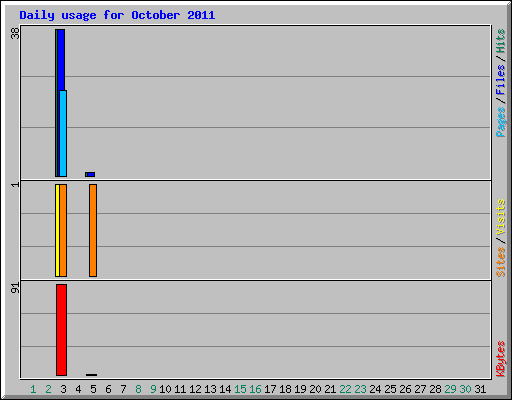 Daily usage for October 2011
38
Pages/Files/Hits
1
Sites/Visits
91
KBytes
1 2 3 4 5 6 7 8 9 10 11 12 13 14 15 16 17 18 19 20 21 22 23 24 25 26 27 28 29 30 31